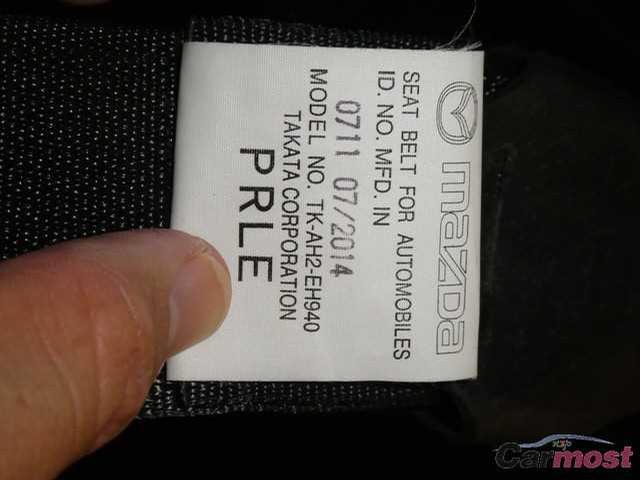 mazda
SEAT BELT FOR AUTOMOBILES
ID. NO. MFD. IN
0711 07/2014
MODEL NO. TK-AH2-EH940
TAKATA CORPORATION
PRLE
Carmost